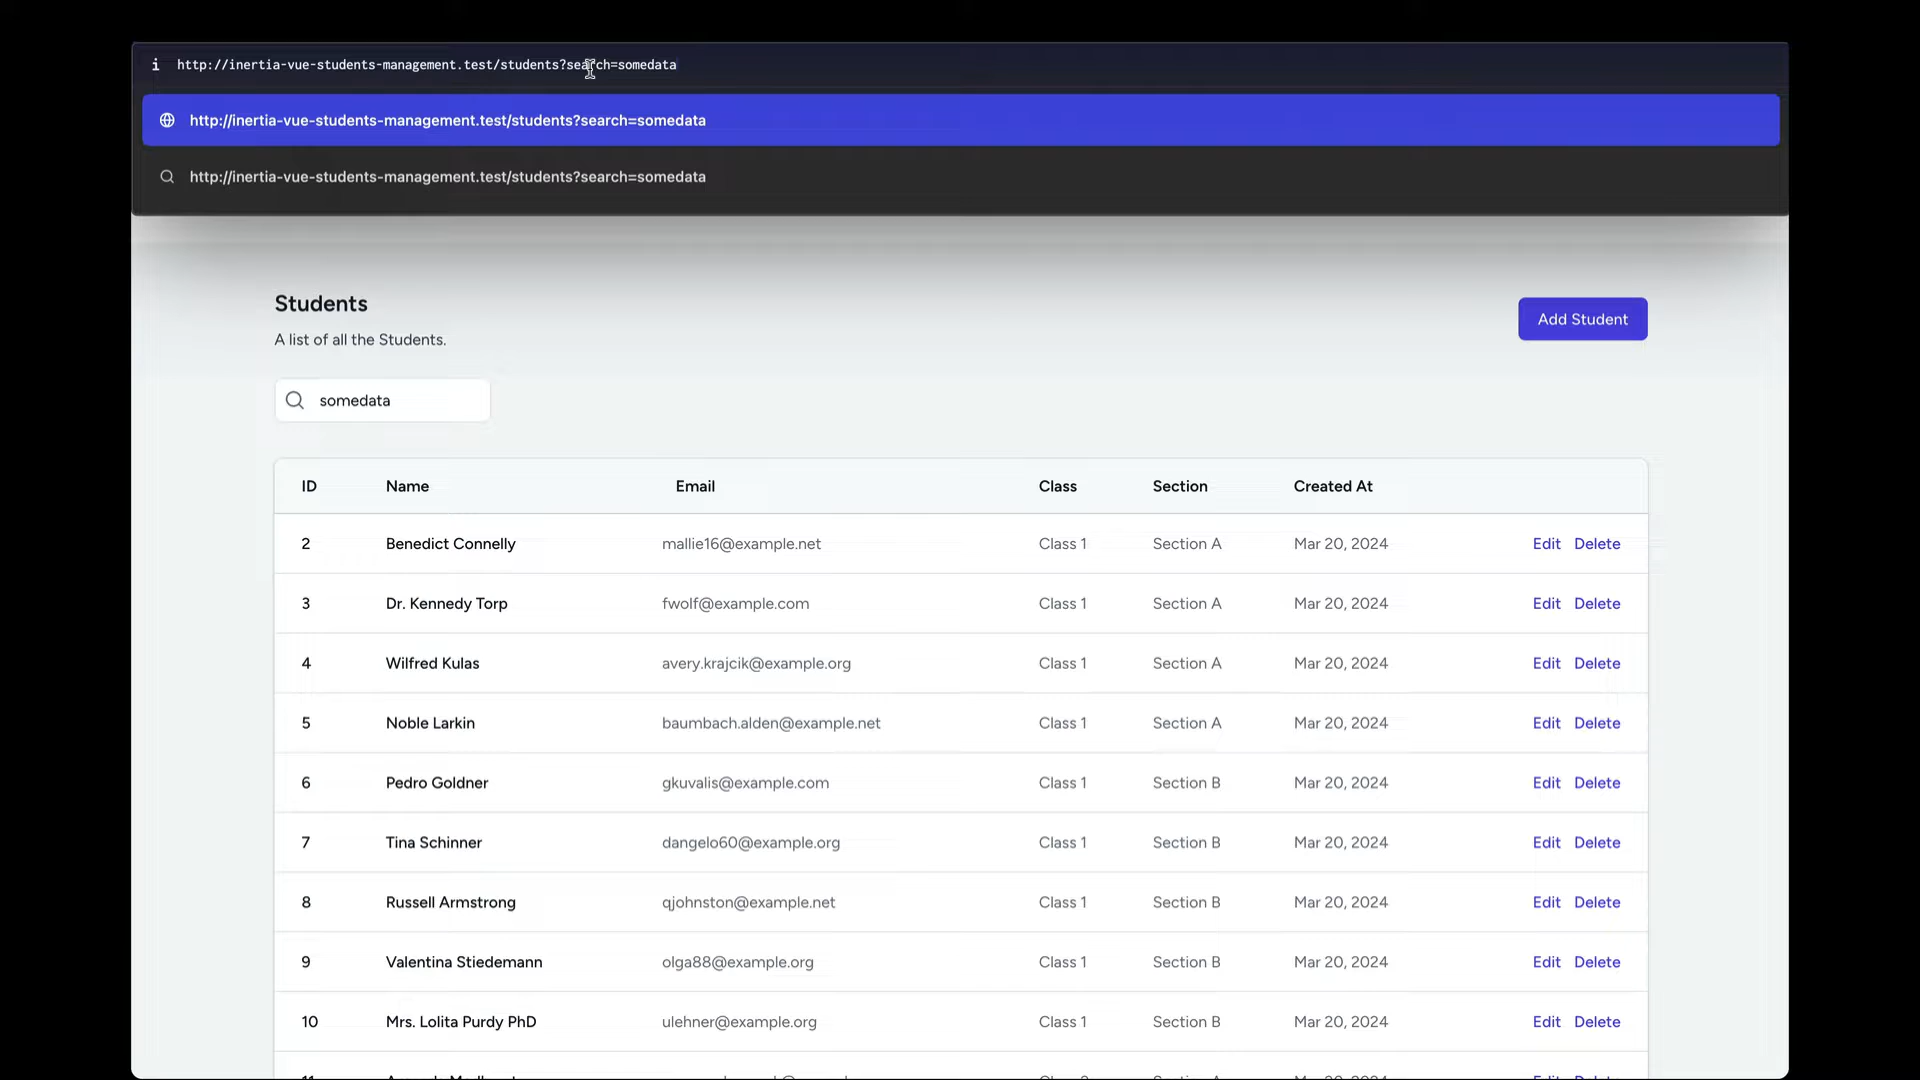 i http://inertia-vue-students-management.test/students?search=somedata
http://inertia-vue-students-management.test/students?search=somedata
http://inertia-vue-students-management.test/students?search=somedata
Students
Add Student
A list of all the Students.
somedata
ID Name Email Class Section Created At
2 Benedict Connelly mallie16@example.net Class 1 Section A Mar 20, 2024 Edit Delete
3 Dr. Kennedy Torp fwolf@example.com Class 1 Section A Mar 20, 2024 Edit Delete
4 Wilfred Kulas avery.krajcik@example.org Class 1 Section A Mar 20, 2024 Edit Delete
5 Noble Larkin baumbach.alden@example.net Class 1 Section A Mar 20, 2024 Edit Delete
6 Pedro Goldner gkuvalis@example.com Class 1 Section B Mar 20, 2024 Edit Delete
7 Tina Schinner dangelo60@example.org Class 1 Section B Mar 20, 2024 Edit Delete
8 Russell Armstrong qjohnston@example.net Class 1 Section B Mar 20, 2024 Edit Delete
9 Valentina Stiedemann olga88@example.org Class 1 Section B Mar 20, 2024 Edit Delete
10 Mrs. Lolita Purdy PhD ulehner@example.org Class 1 Section B Mar 20, 2024 Edit Delete